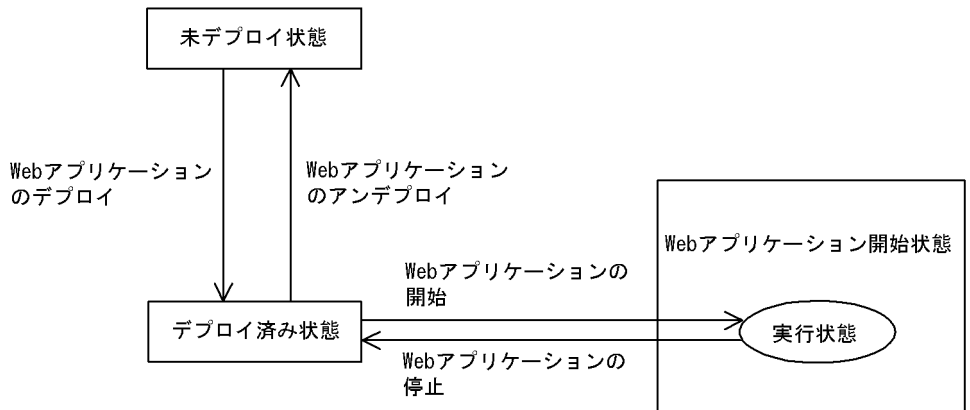 未デプロイ状態
Webアプリケーション
のデプロイ
Webアプリケーション
のアンデプロイ
Webアプリケーション開始状態
Webアプリケーションの
開始
デプロイ済み状態
実行状態
Webアプリケーションの
停止